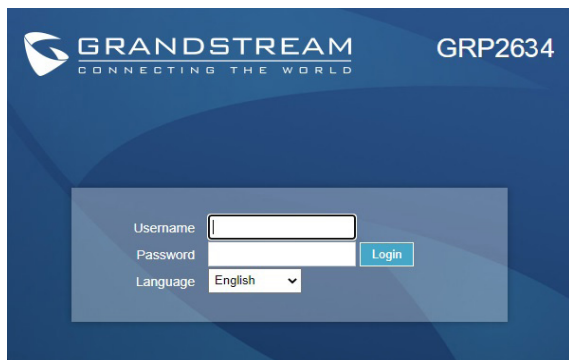 GRANDSTREAM
CONNECTING THE WORLD
GRP2634
Username
Password
Login
Language
English